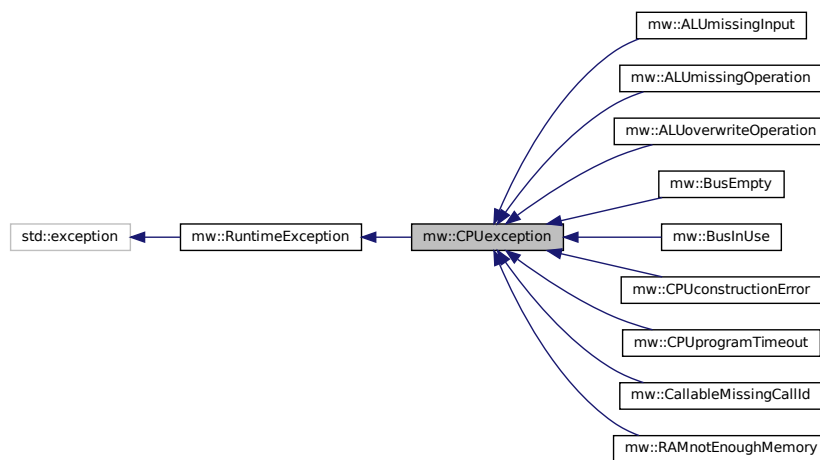 mw::ALUmissingInput
mw::ALUmissingOperation
mw::ALUoverwriteOperation
mw::BusEmpty
std::exception
mw::RuntimeException
mw::CPUexception
mw::BusInUse
mw::CPUconstructionError
mw::CPUprogramTimeout
mw::CallableMissingCallId
mw::RAMnotEnoughMemory